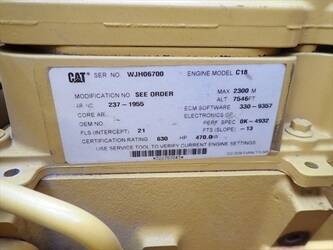 CAT SER NO. WJH06700 ENGINE MODEL C18
MODIFICATION NO SEE ORDER MAX 2300 M
AR NO. 237-1955 ALT 7546FT
CORE AR ECM SOFTWARE 330-9357
OEM NO ELECTRONICS
FLS (INTERCEPT) 21 PERF SPEC 0K-4932
CERTIFICATION RATING 630 HP 470.0 FTS (SLOPE) -13
USE SERVICE TOOL TO VERIFY CURRENT ENGINE SETTINGS